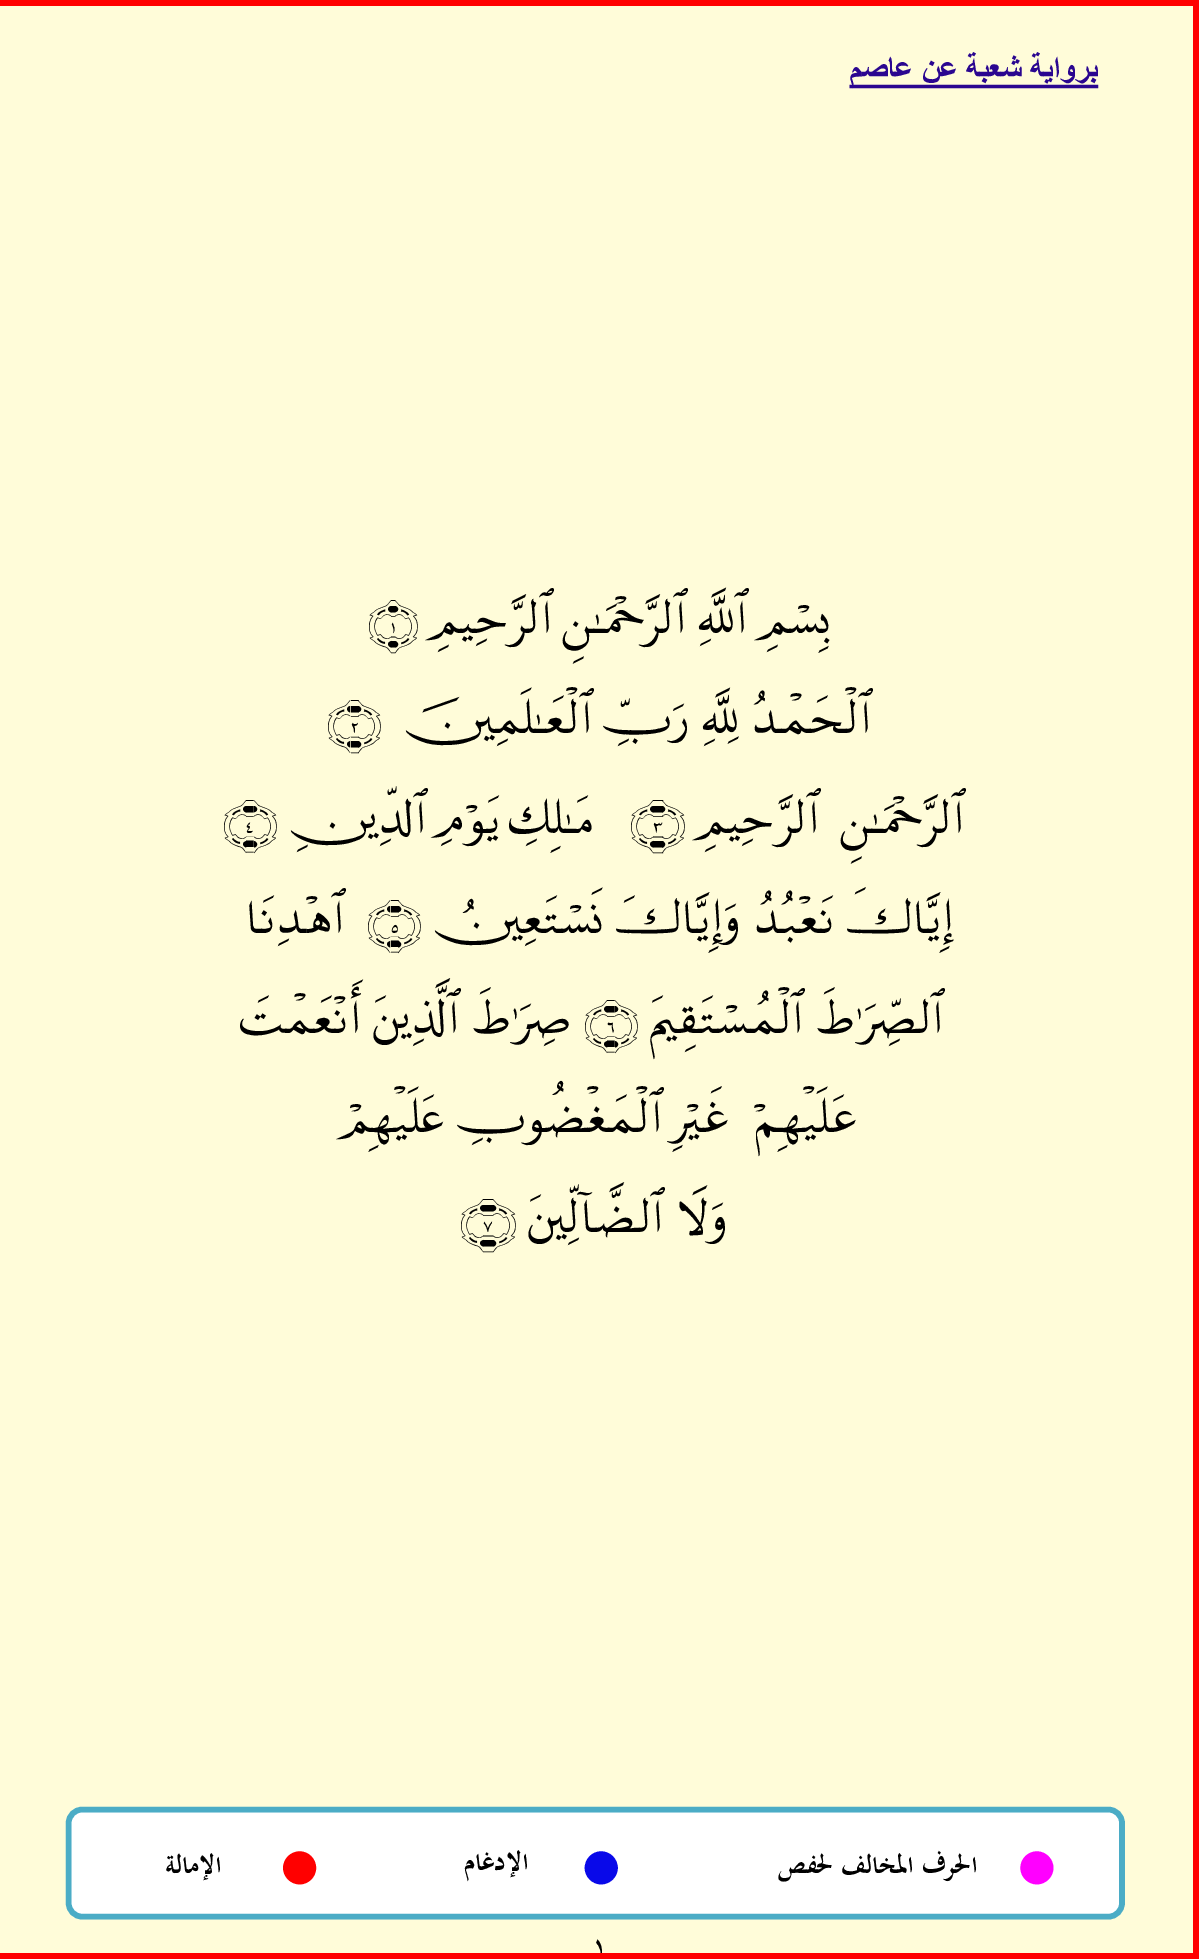 برواية شعبة عن عاصم
بِسۡمِ ٱللَّهِ ٱلرَّحۡمَـٰنِ ٱلرَّحِيمِ ١
ٱلۡحَمۡدُ لِلَّهِ رَبِّ ٱلۡعَـٰلَمِينَ ٢
ٱلرَّحۡمَـٰنِ ٱلرَّحِيمِ ٣ مَـٰلِكِ يَوۡمِ ٱلدِّينِ ٤
إِيَّاكَ نَعۡبُدُ وَإِيَّاكَ نَسۡتَعِينُ ٥ ٱهۡدِنَا
ٱلصِّرَٰطَ ٱلۡمُسۡتَقِيمَ ٦ صِرَٰطَ ٱلَّذِينَ أَنۡعَمۡتَ
عَلَيۡهِمۡ غَيۡرِ ٱلۡمَغۡضُوبِ عَلَيۡهِمۡ
وَلَا ٱلضَّآلِّينَ ٧
الحرف المخالف لحفص الإدغام الإمالة
١